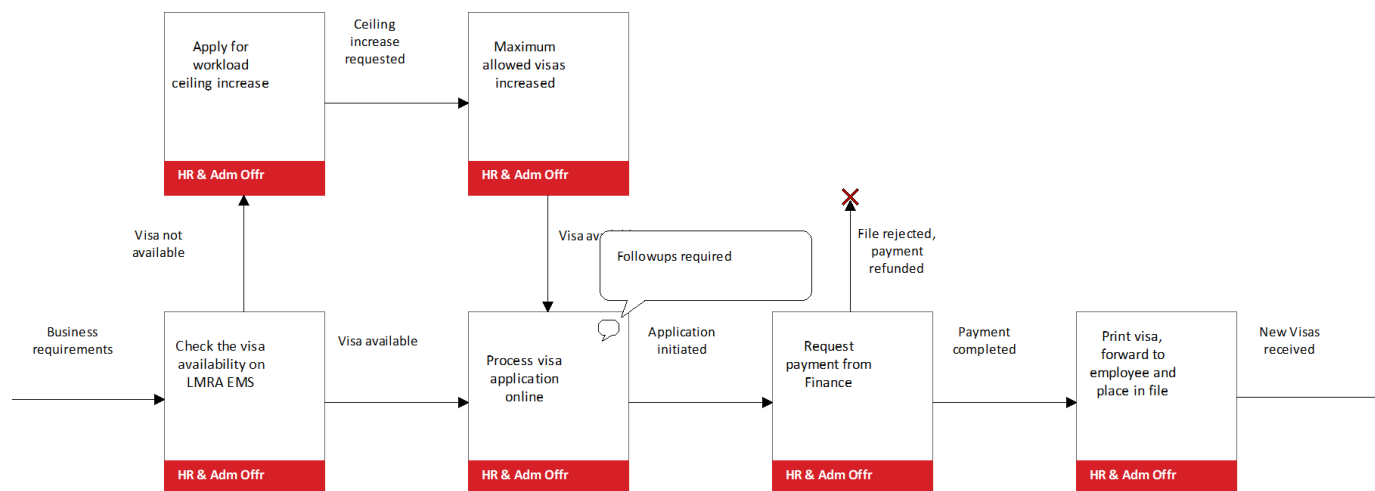 Apply for
workload
ceiling increase
HR & Adm Offr
Ceiling
increase
requested
Maximum
allowed visas
increased
HR & Adm Offr
Visa not
available
Visa
Followups required
File rejected,
payment
refunded
Business
requirements
Check the visa
availability on
LMRA EMS
HR & Adm Offr
Visa available
Process visa
application
online
HR & Adm Offr
Application
initiated
Request
payment from
Finance
HR & Adm Offr
Payment
completed
Print visa,
forward to
employee and
place in file
HR & Adm Offr
New Visas
received